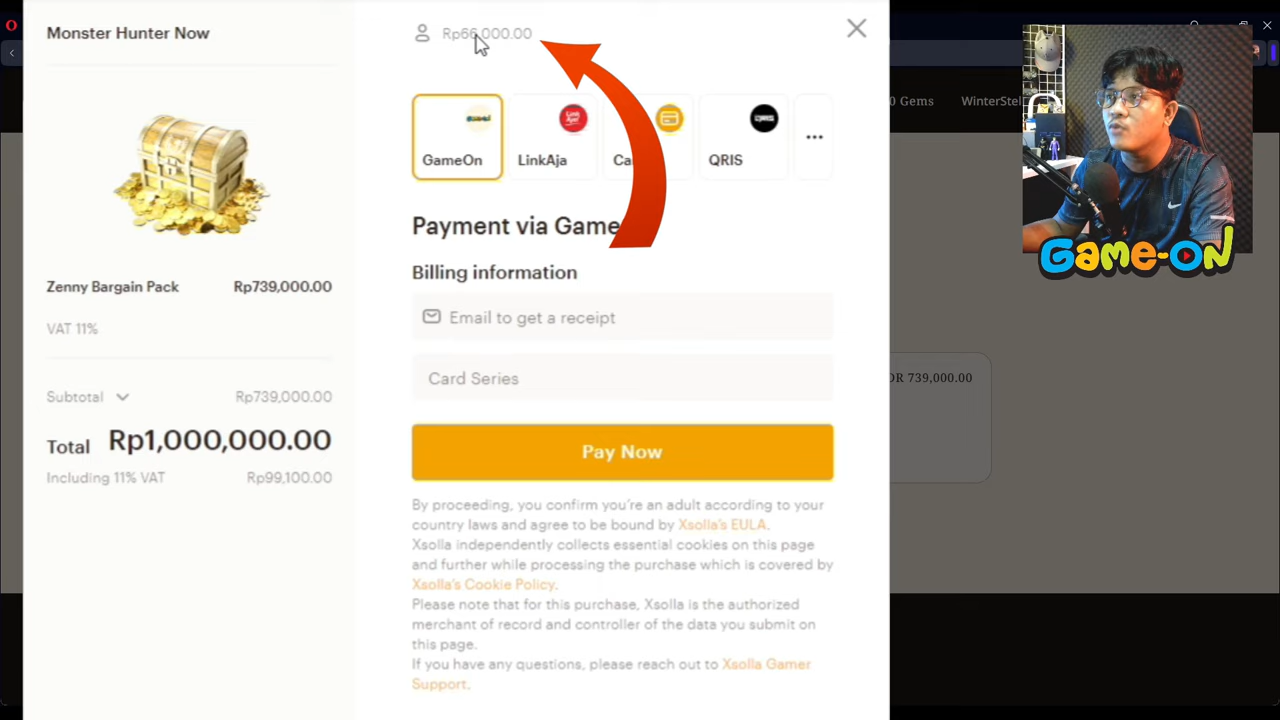 Monster Hunter Now
Rp66,000.00
GameOn
LinkAja
QRIS
QRIS
...
Payment via Game
Zenny Bargain Pack Rp739,000.00
VAT 11%
Subtotal Rp739,000.00
Total Rp1,000,000.00
Including 11% VAT Rp99,100.00
Billing information
Email to get a receipt
Card Series
Pay Now
By proceeding, you confirm you're an adult according to your
country laws and agree to be bound by Xsolla's EULA.
Xsolla independently collects essential cookies on this page
and further while processing the purchase which is covered by
Xsolla's Cookie Policy.
Please note that for this purchase, Xsolla is the authorized
merchant of record and controller of the data you submit on
this page.
If you have any questions, please reach out to Xsolla Gamer
Support.
0 Gems WinterStel
GAME-ON
DR 739,000.00